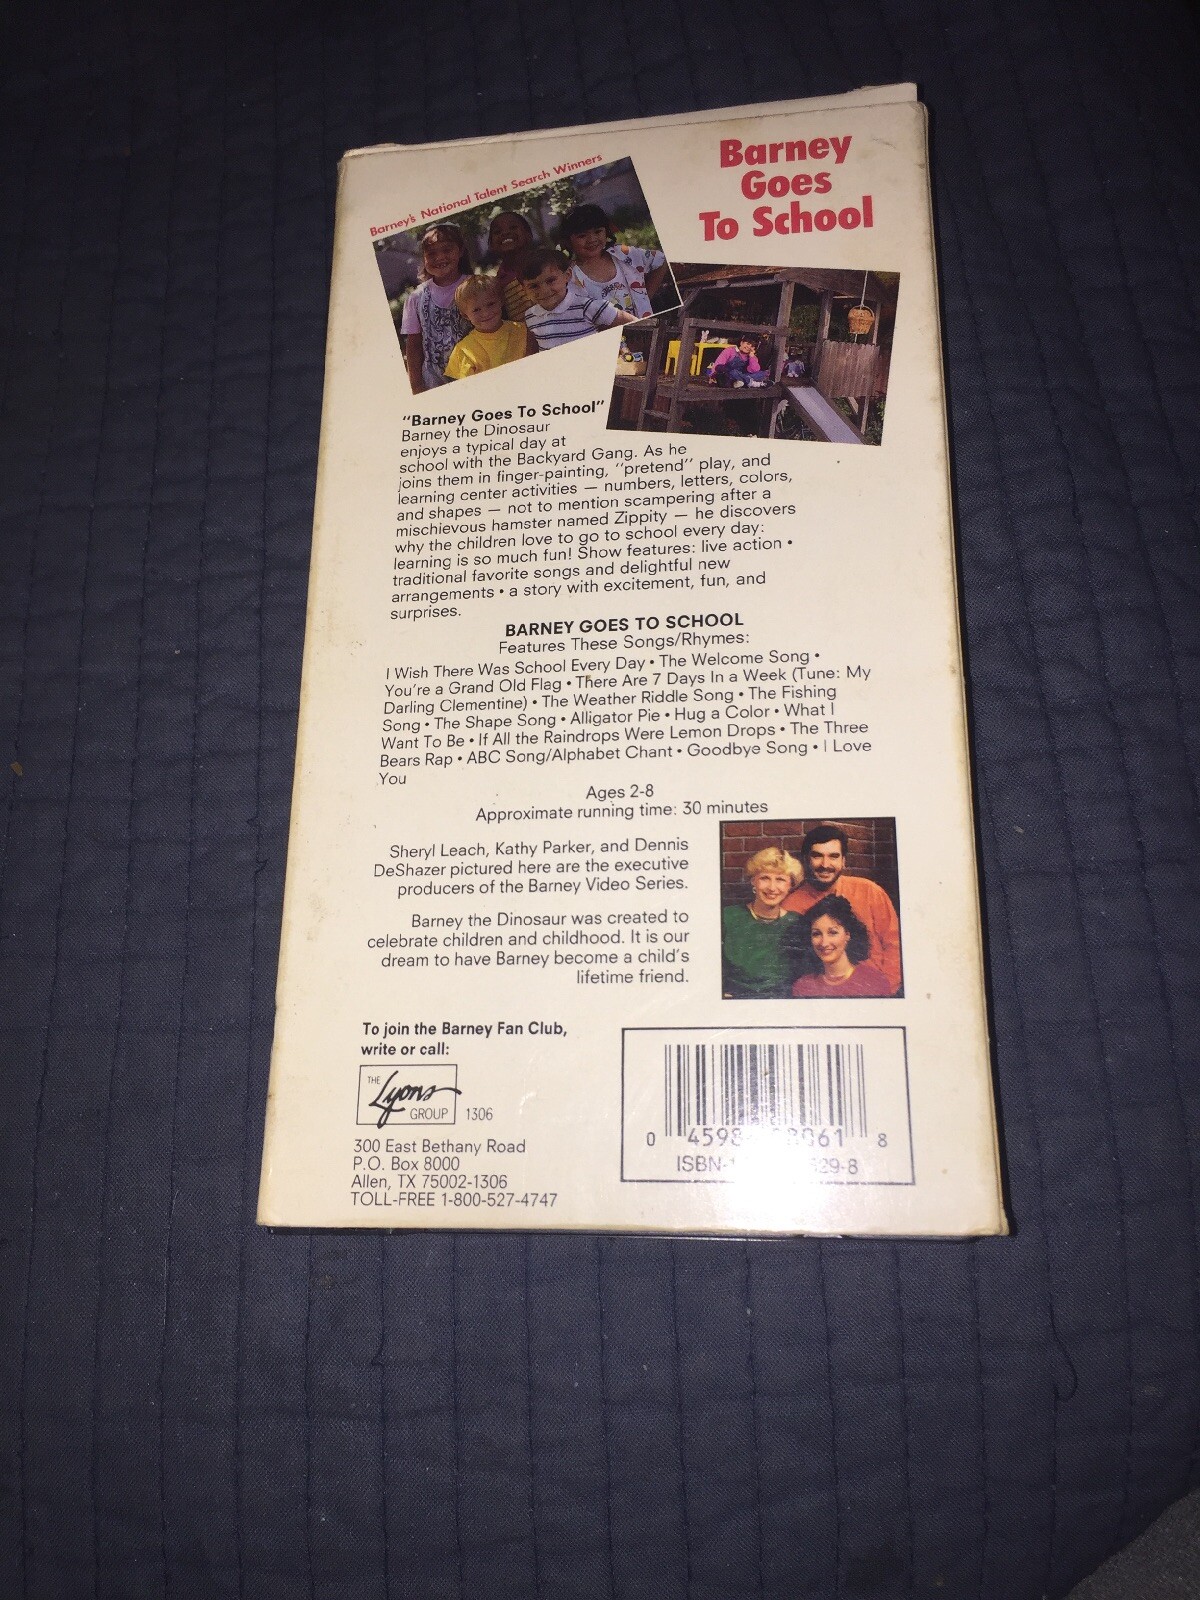 Barney's National Talent Search Winners
Barney
Goes
To School
"Barney Goes To School"
Barney the Dinosaur
enjoys a typical day at
school with the Backyard Gang. As he
joins them in finger-painting, "pretend" play, and
learning center activities — numbers, letters, colors,
and shapes — not to mention scampering after a
mischievous hamster named Zippity — he discovers
why the children love to go to school every day:
learning is so much fun! Show features: live action •
traditional favorite songs and delightful new
arrangements • a story with excitement, fun, and
surprises.
BARNEY GOES TO SCHOOL
Features These Songs/Rhymes:
I Wish There Was School Every Day • The Welcome Song •
You're a Grand Old Flag • There Are 7 Days In a Week (Tune: My
Darling Clementine) • The Weather Riddle Song • The Fishing
Song • The Shape Song • Alligator Pie • Hug a Color • What I
Want To Be • If All the Raindrops Were Lemon Drops • The Three
Bears Rap • ABC Song/Alphabet Chant • Goodbye Song • I Love
You
Ages 2-8
Approximate running time: 30 minutes
Sheryl Leach, Kathy Parker, and Dennis
DeShazer pictured here are the executive
producers of the Barney Video Series.
Barney the Dinosaur was created to
celebrate children and childhood. It is our
dream to have Barney become a child's
lifetime friend.
To join the Barney Fan Club,
write or call:
THE
Lyons
GROUP 1306
300 East Bethany Road
P.O. Box 8000
Allen, TX 75002-1306
TOLL-FREE 1-800-527-4747
0 8